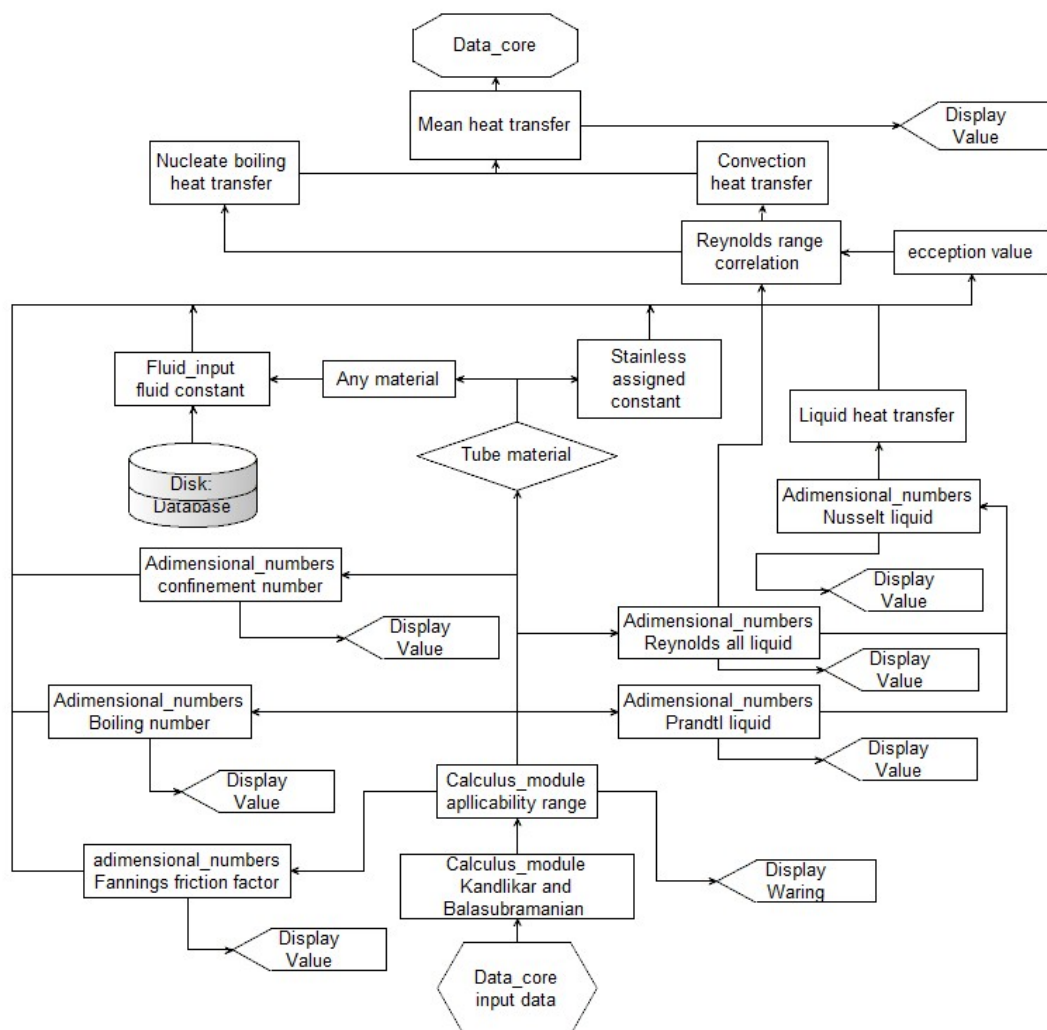 Data_core
Mean heat transfer
Display
Value
Nucleate boiling
heat transfer
Convection
heat transfer
Reynolds range
correlation
ecception value
Fluid_input
fluid constant
Any material
Stainless
assigned
constant
Liquid heat transfer
Tube material
Disk:
Database
Adimensional_numbers
Nusselt liquid
Adimensional_numbers
confinement number
Display
Value
Display
Value
Adimensional_numbers
Reynolds all liquid
Display
Value
Adimensional_numbers
Boiling number
Adimensional_numbers
Prandtl liquid
Display
Value
Display
Value
Calculus_module
apllicability range
adimensional_numbers
Fannings friction factor
Calculus_module
Kandlikar and
Balasubramanian
Display
Waring
Display
Value
Data_core
input data